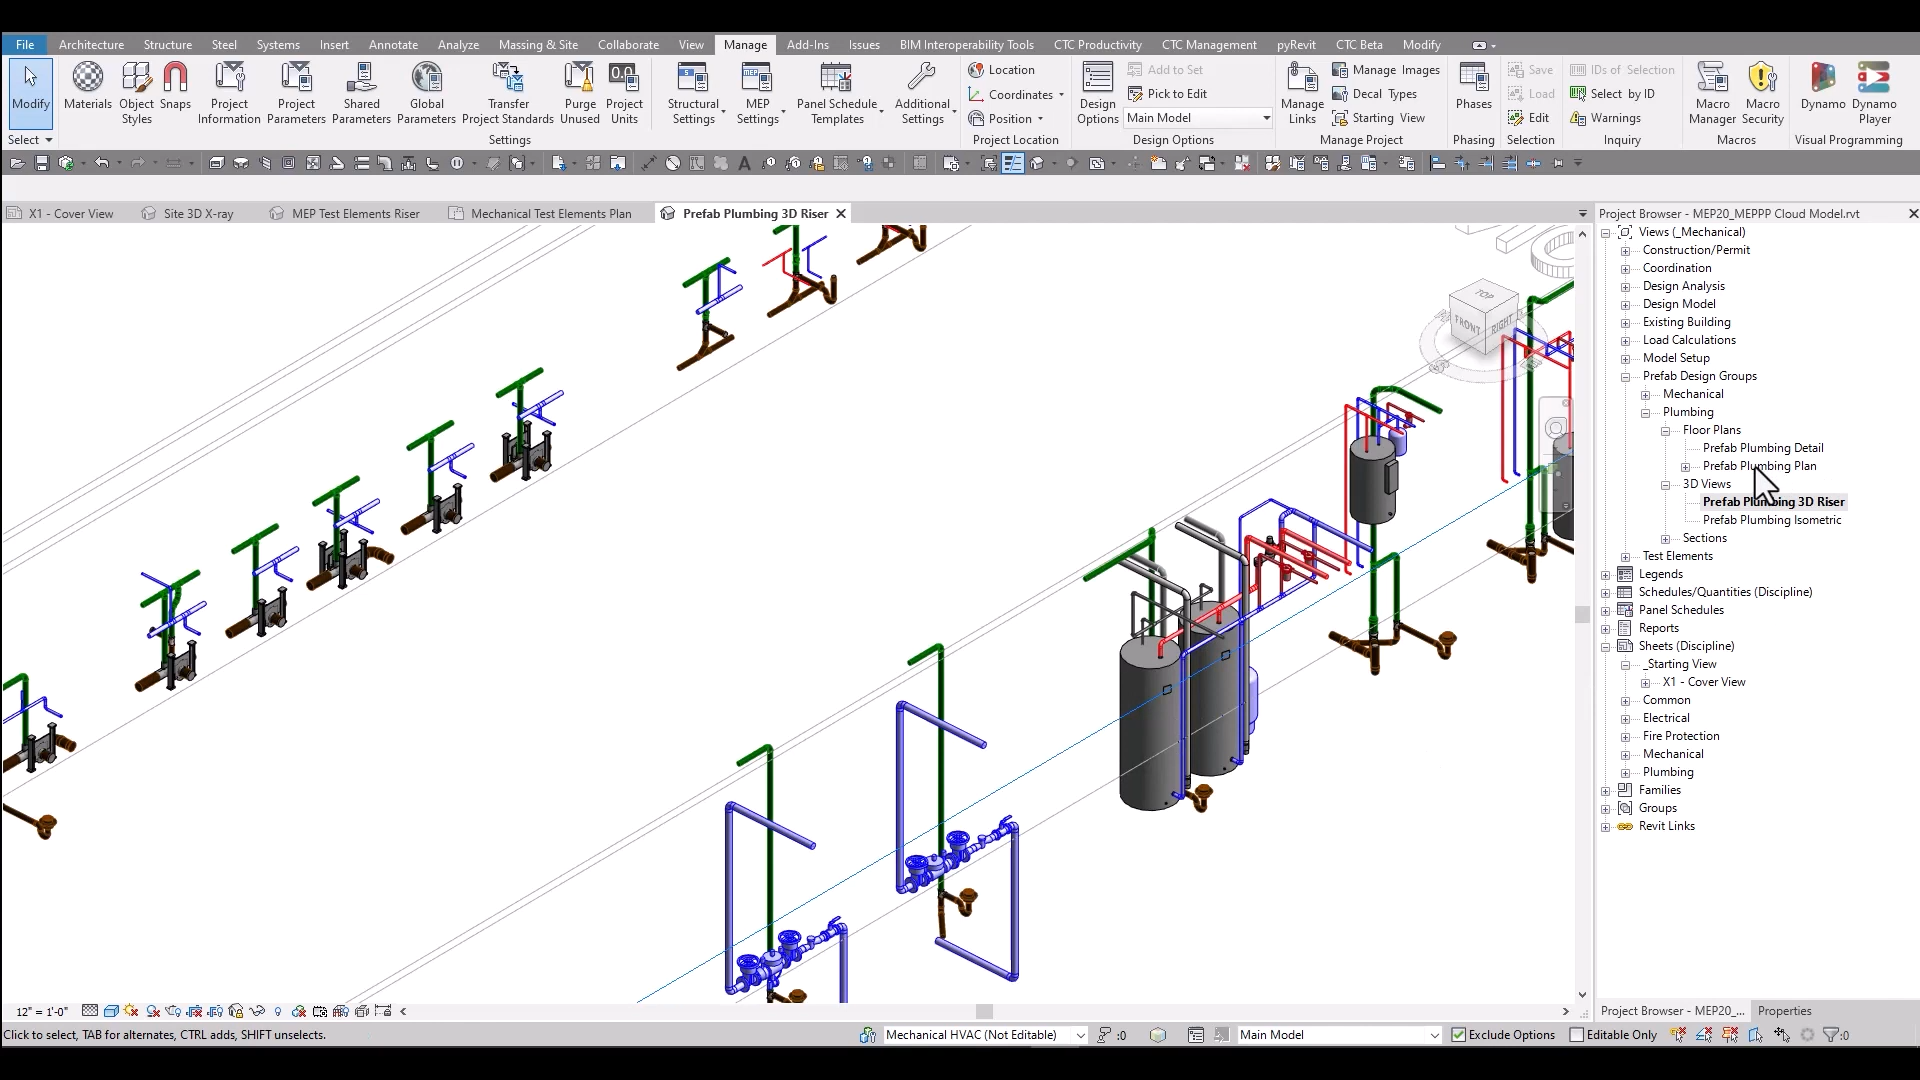 File Architecture Structure Steel Systems Insert Annotate Analyze Massing & Site Collaborate View Manage Add-Ins Issues BIM Interoperability Tools CTC Productivity CTC Management pyRevit CTC Beta Modify
Modify
Select
Materials
Object Styles
Snaps
Project Information
Project Parameters
Shared Parameters
Global Parameters
Transfer Project Standards
Purge Unused
Project Units
Settings
Structural Settings
MEP Settings
Panel Schedule Templates
Additional Settings
Location
Coordinates
Position
Project Location
Design Options
Add to Set
Pick to Edit
Main Model
Design Options
Manage Links
Manage Images
Decal Types
Starting View
Manage Project
Phases
Phasing
Save
Load
Edit
Selection
IDs of Selection
Select by ID
Warnings
Inquiry
Macro Manager
Macro Security
Macros
Dynamo
Dynamo Player
Visual Programming
X1 - Cover View
Site 3D X-ray
MEP Test Elements Riser
Mechanical Test Elements Plan
Prefab Plumbing 3D Riser
Project Browser - MEP20_MEPPP Cloud Model.rvt
TOP
FRONT
RIGHT
Views (_Mechanical)
Construction/Permit
Coordination
Design Analysis
Design Model
Existing Building
Load Calculations
Model Setup
Prefab Design Groups
Mechanical
Plumbing
Floor Plans
Prefab Plumbing Detail
Prefab Plumbing Plan
3D Views
Prefab Plumbing 3D Riser
Prefab Plumbing Isometric
Sections
Test Elements
Legends
Schedules/Quantities (Discipline)
Panel Schedules
Reports
Sheets (Discipline)
_Starting View
X1 - Cover View
Common
Electrical
Fire Protection
Mechanical
Plumbing
Families
Groups
Revit Links
12" = 1'-0"
Project Browser - MEP20_... Properties
Click to select, TAB for alternates, CTRL adds, SHIFT unselects.
Mechanical HVAC (Not Editable)
:0
Main Model
Exclude Options
Editable Only
:0